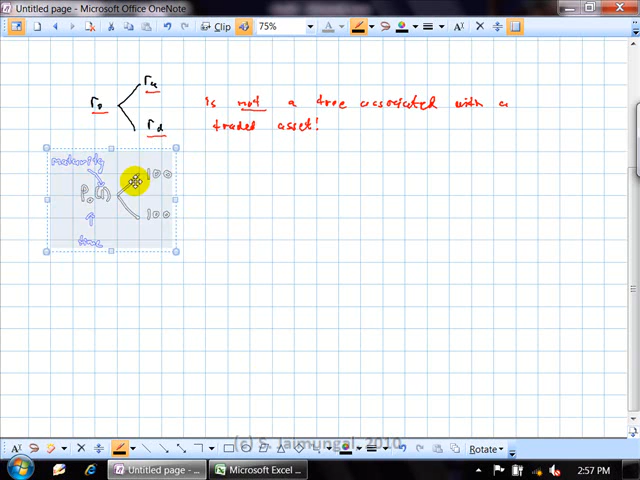 Untitled page - Microsoft Office OneNote
Clip 75%
r0 ru rd
is not a tree associated with a
traded asset!
maturity
P0(1) 100
100
time
(c) S. Jaimungal, 2010
Rotate
Untitled page - ... Microsoft Excel ... 2:57 PM